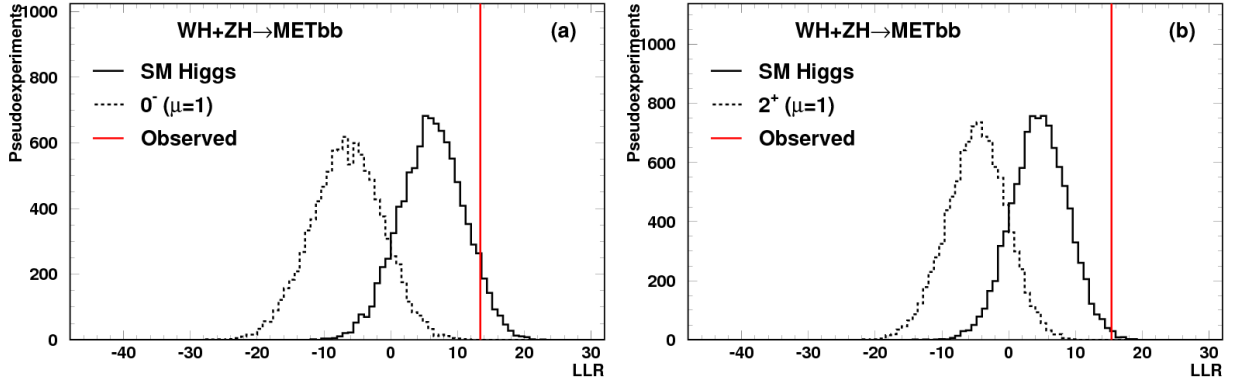 Pseudoexperiments
1000
800
600
400
200
0
WH+ZH→METbb
(a)
SM Higgs
0⁻ (μ=1)
Observed
-40 -30 -20 -10 0 10 20 30
LLR
Pseudoexperiments
1000
800
600
400
200
0
WH+ZH→METbb
(b)
SM Higgs
2⁺ (μ=1)
Observed
-40 -30 -20 -10 0 10 20 30
LLR